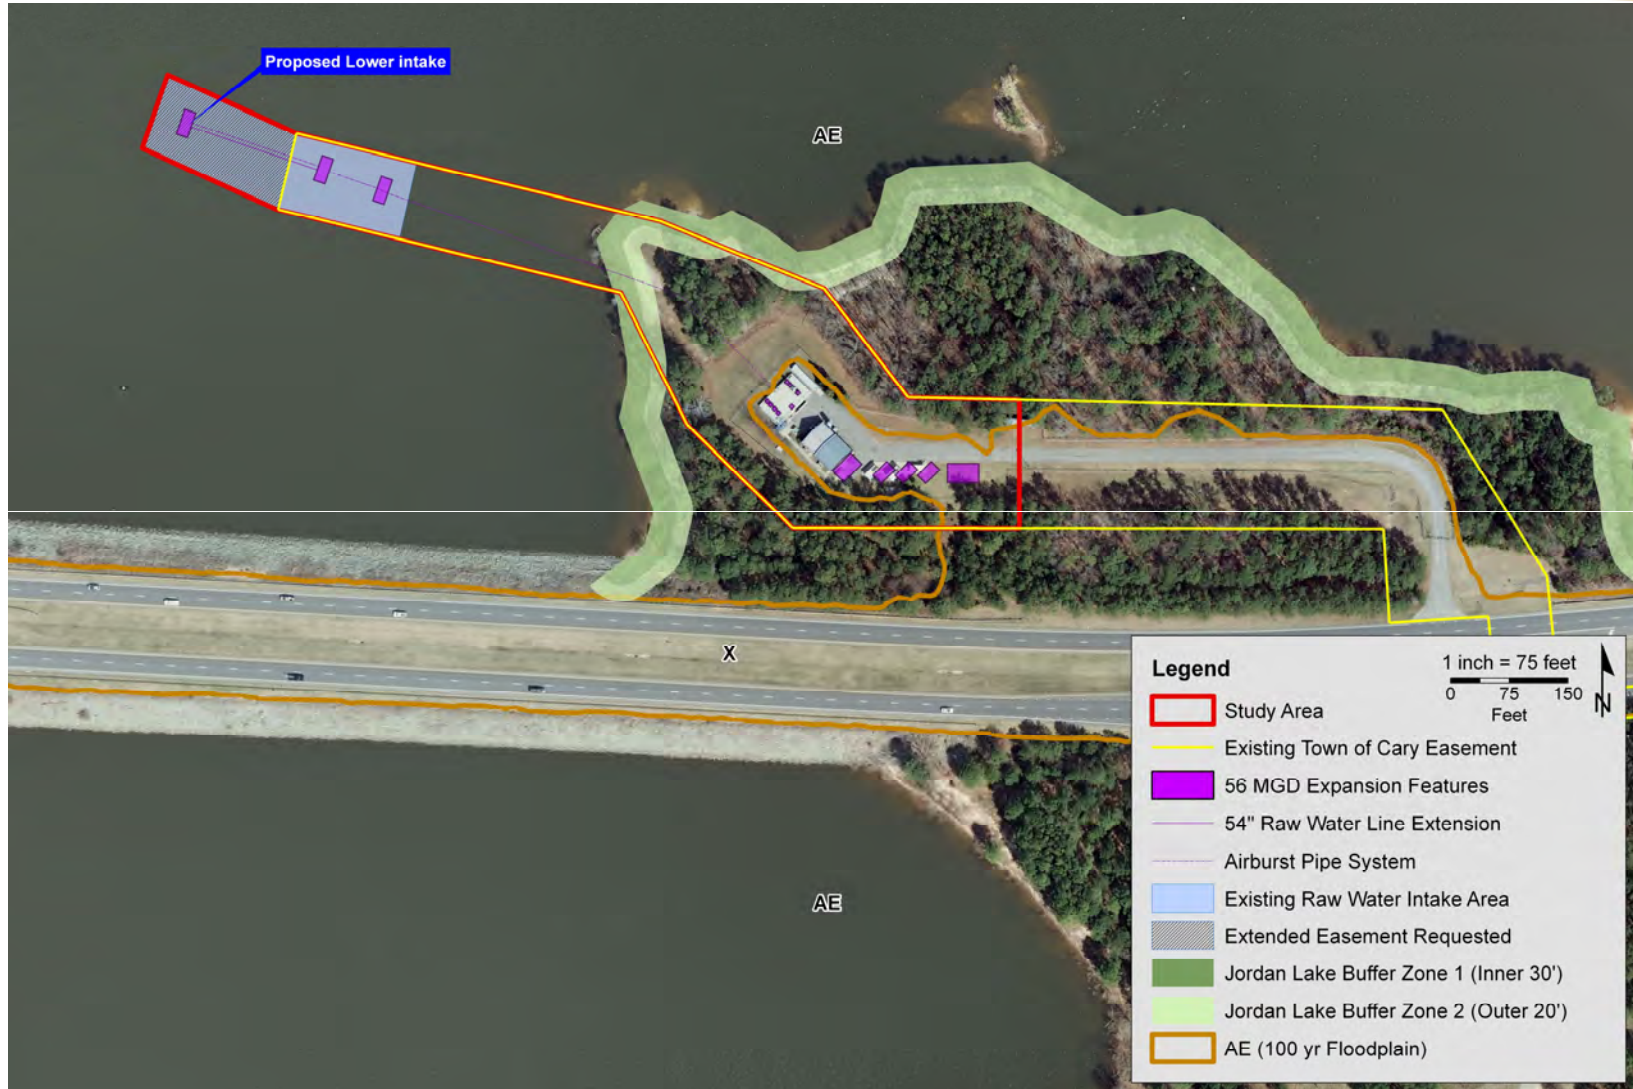 Proposed Lower intake
AE
X
AE
Legend
1 inch = 75 feet
0 75 150
Feet
N
Study Area
Existing Town of Cary Easement
56 MGD Expansion Features
54" Raw Water Line Extension
Airburst Pipe System
Existing Raw Water Intake Area
Extended Easement Requested
Jordan Lake Buffer Zone 1 (Inner 30')
Jordan Lake Buffer Zone 2 (Outer 20')
AE (100 yr Floodplain)